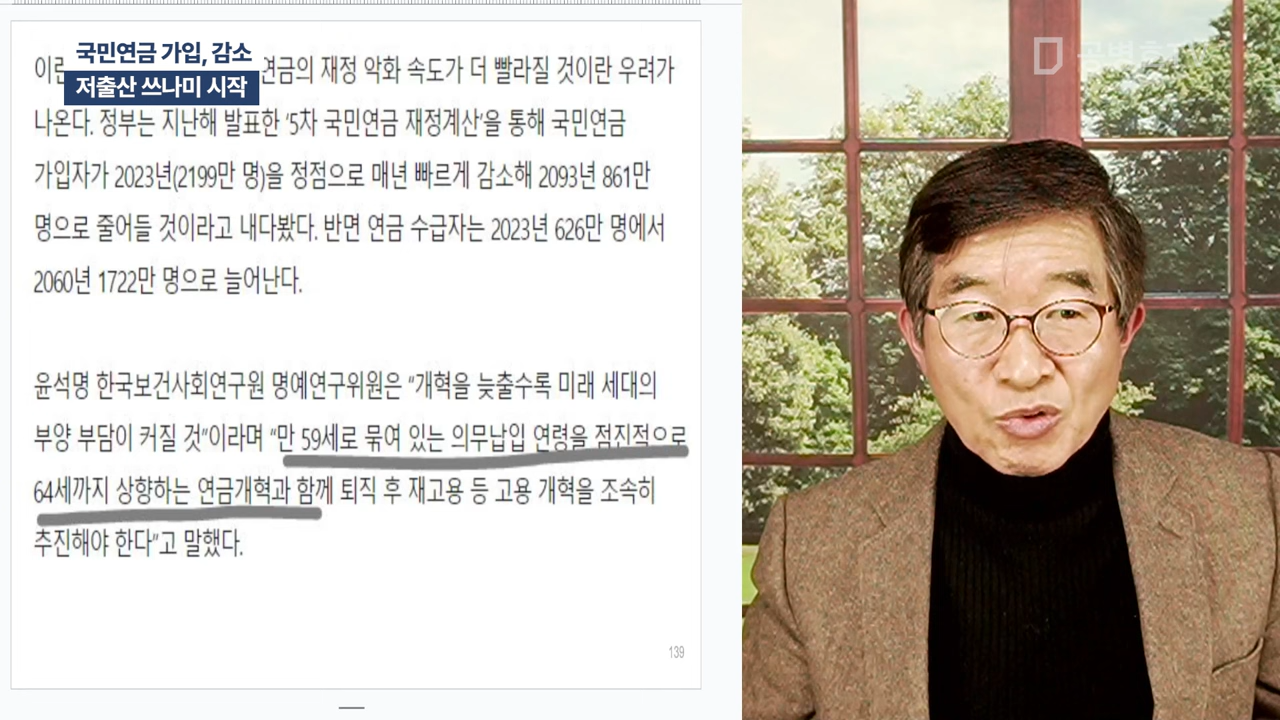 국민연금 가입, 감소
저출산 쓰나미 시작
이런 연금의 재정 악화 속도가 더 빨라질 것이란 우려가
나온다. 정부는 지난해 발표한 ‘5차 국민연금 재정계산’을 통해 국민연금
가입자가 2023년(2199만 명)을 정점으로 매년 빠르게 감소해 2093년 861만
명으로 줄어들 것이라고 내다봤다. 반면 연금 수급자는 2023년 626만 명에서
2060년 1722만 명으로 늘어난다.
윤석명 한국보건사회연구원 명예연구위원은 “개혁을 늦출수록 미래 세대의
부양 부담이 커질 것”이라며 “만 59세로 묶여 있는 의무납입 연령을 점진적으로
64세까지 상향하는 연금개혁과 함께 퇴직 후 재고용 등 고용 개혁을 조속히
추진해야 한다”고 말했다.
139